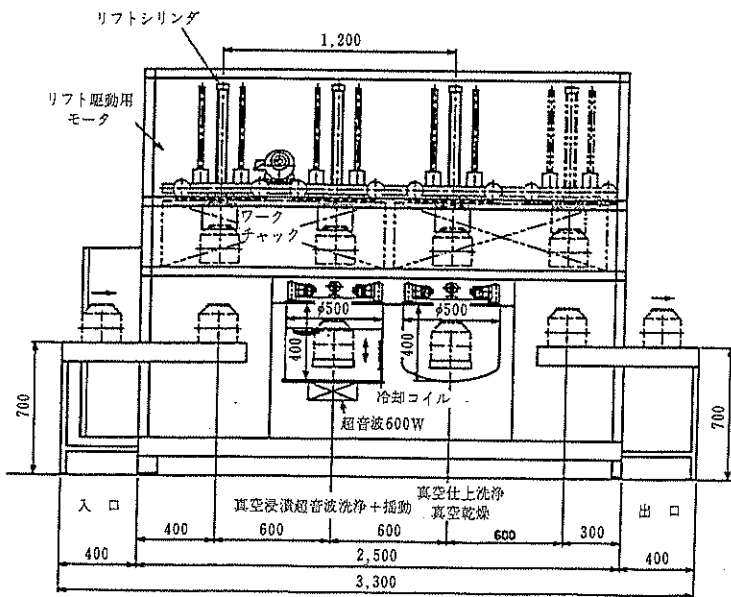 リフトシリンダ
1,200
リフト駆動用
モータ
ワーク
チャック
φ500
φ500
400
400
冷却コイル
超音波600W
700
700
入口
真空浸漬超音波洗浄+揺動
真空仕上洗浄
真空乾燥
出口
400
600
600
600
300
400
2,500
400
3,300